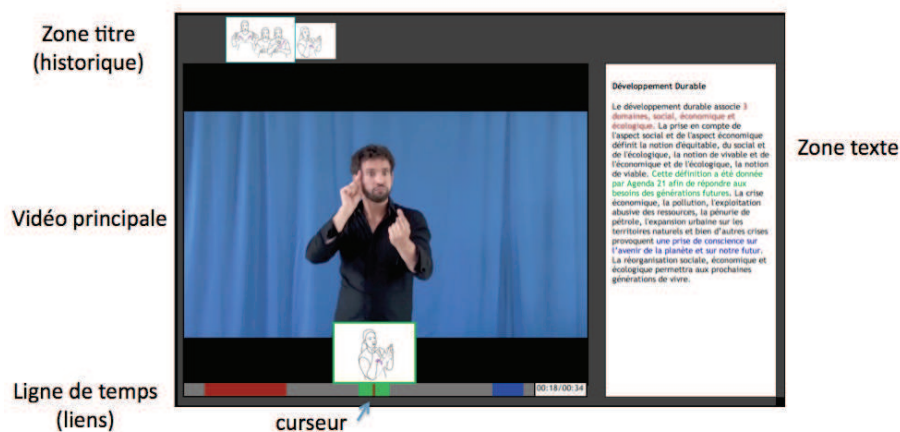 Zone titre
(historique)
Développement Durable
Le développement durable associe 3
domaines, social, économique et
écologique. La prise en compte de
l'aspect social et de l'aspect économique
définit la notion d'équitable, du social et
de l'écologique, la notion de vivable et de
l'économique et de l'écologique, la notion
de viable. Cette définition a été donnée
par Agenda 21 afin de répondre aux
besoins des générations futures. La crise
économique, la pollution, l'exploitation
abusive des ressources, la pénurie de
pétrole, l'expansion urbaine sur les
territoires naturels et bien d'autres crises
provoquent une prise de conscience sur
l'avenir de la planète et sur notre futur.
La réorganisation sociale, économique et
écologique permettra aux prochaines
générations de vivre.
Zone texte
Vidéo principale
Ligne de temps
(liens)
00:18/00:34
curseur